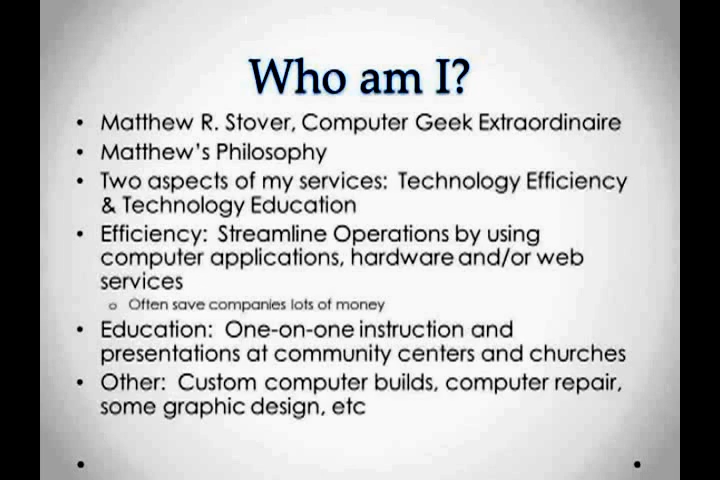 Who am I?
• Matthew R. Stover, Computer Geek Extraordinaire
• Matthew's Philosophy
• Two aspects of my services: Technology Efficiency
& Technology Education
• Efficiency: Streamline Operations by using
computer applications, hardware and/or web
services
o Often save companies lots of money
• Education: One-on-one instruction and
presentations at community centers and churches
• Other: Custom computer builds, computer repair,
some graphic design, etc